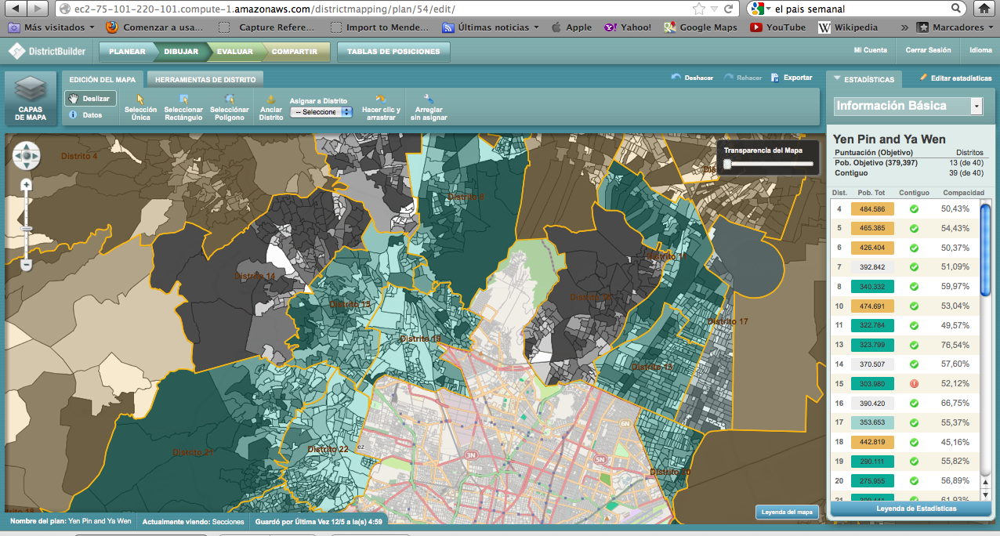 ec2-75-101-220-101.compute-1.amazonaws.com/districtmapping/plan/54/edit/
el pais semanal
Más visitados
Comenzar a usa...
Capture Refere...
Import to Mende...
Últimas noticias
Apple
Yahoo!
Google Maps
YouTube
Wikipedia
»
Marcadores
DistrictBuilder
PLANEAR
DIBUJAR
EVALUAR
COMPARTIR
TABLAS DE POSICIONES
Mi Cuenta
Cerrar Sesión
Idioma
CAPAS
DE MAPA
EDICIÓN DEL MAPA
HERRAMIENTAS DE DISTRITO
Deshacer
Rehacer
Exportar
Deslizar
Datos
Selección
Única
Seleccionar
Rectángulo
Selecciónar
Polígono
Anclar
Distrito
Asignar a Distrito
-- Seleccione
Hacer clic y
arrastrar
Arreglar
sin asignar
ESTADÍSTICAS
Editar estadísticas
Información Básica
Yen Pin and Ya Wen
Puntuación (Objetivo) Distritos
Pob. Objetivo (379,397) 13 (de 40)
Contiguo 39 (de 40)
Dist. Pob. Tot Contiguo Compacidad
4 484.586 50,43%
5 465.385 54,43%
6 426.404 50,37%
7 392.842 51,09%
8 340.332 59,97%
10 474.691 53,04%
11 322.784 49,57%
13 323.799 76,54%
14 370.507 57,60%
15 303.980 52,12%
16 390.420 66,75%
17 353.653 55,37%
18 442.819 45,16%
19 290.111 55,82%
20 275.955 56,89%
21 61,93%
Leyenda de Estadísticas
Transparencia del Mapa
Distrito 4
Distrito 14
Distrito 15
Distrito 19
Distrito 11
Distrito 17
Distrito 13
Distrito 21
Distrito 22
3N
5N
6N
Leyenda del mapa
Nombre del plan: Yen Pin and Ya Wen
Actualmente viendo: Secciones
Guardó por Última Vez 12/5 a la(s) 4:59